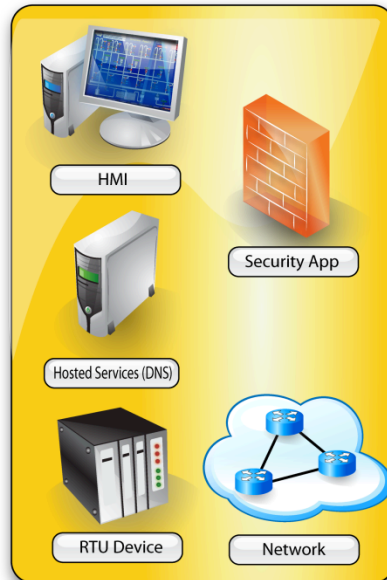 HMI
Security App
Hosted Services (DNS)
RTU Device
Network